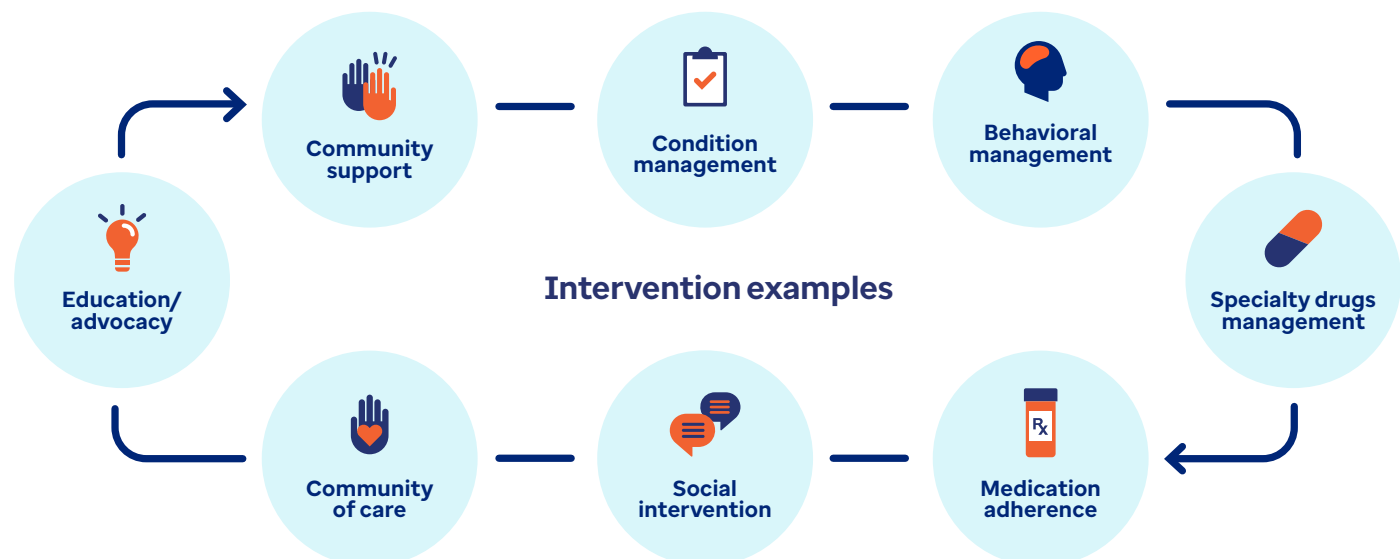 Community
support
Condition
management
Behavioral
management
Education/
advocacy
Intervention examples
Specialty drugs
management
Community
of care
Social
intervention
Rx
Medication
adherence